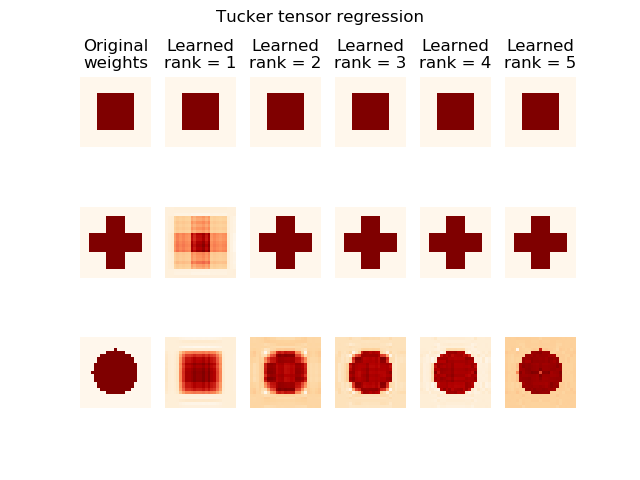 Tucker tensor regression
Original weights
Learned rank = 1
Learned rank = 2
Learned rank = 3
Learned rank = 4
Learned rank = 5